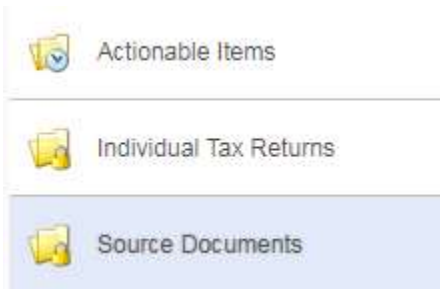 Actionable Items
Individual Tax Returns
Source Documents